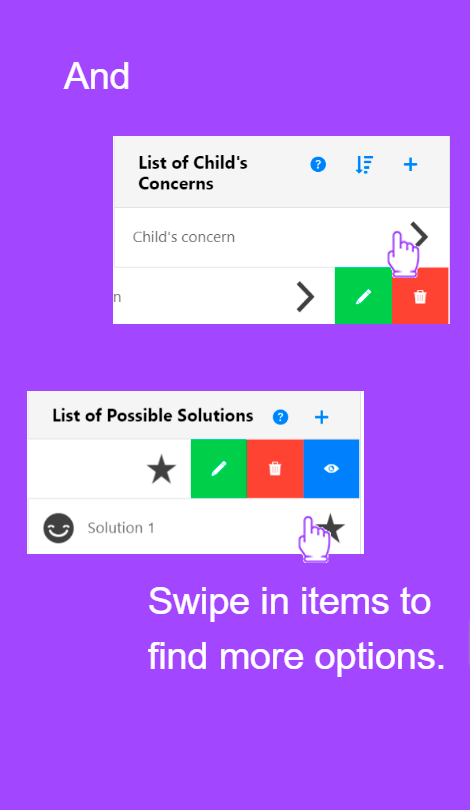 And
List of Child's
Concerns
Child's concern
n
List of Possible Solutions
Solution 1
Swipe in items to
find more options.